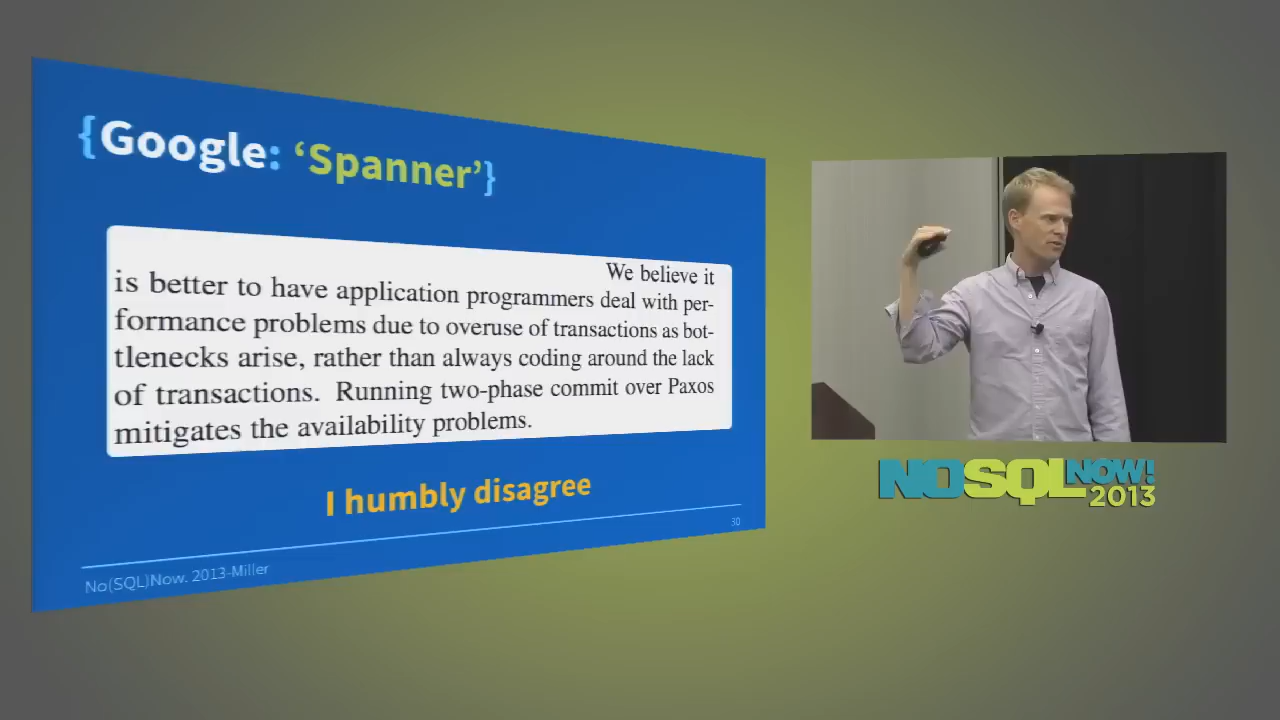 {Google: ‘Spanner’}
We believe it
is better to have application programmers deal with per-
formance problems due to overuse of transactions as bot-
tlenecks arise, rather than always coding around the lack
of transactions. Running two-phase commit over Paxos
mitigates the availability problems.
I humbly disagree
30
No(SQL)Now. 2013-Miller
NOSQLNOW!
2013